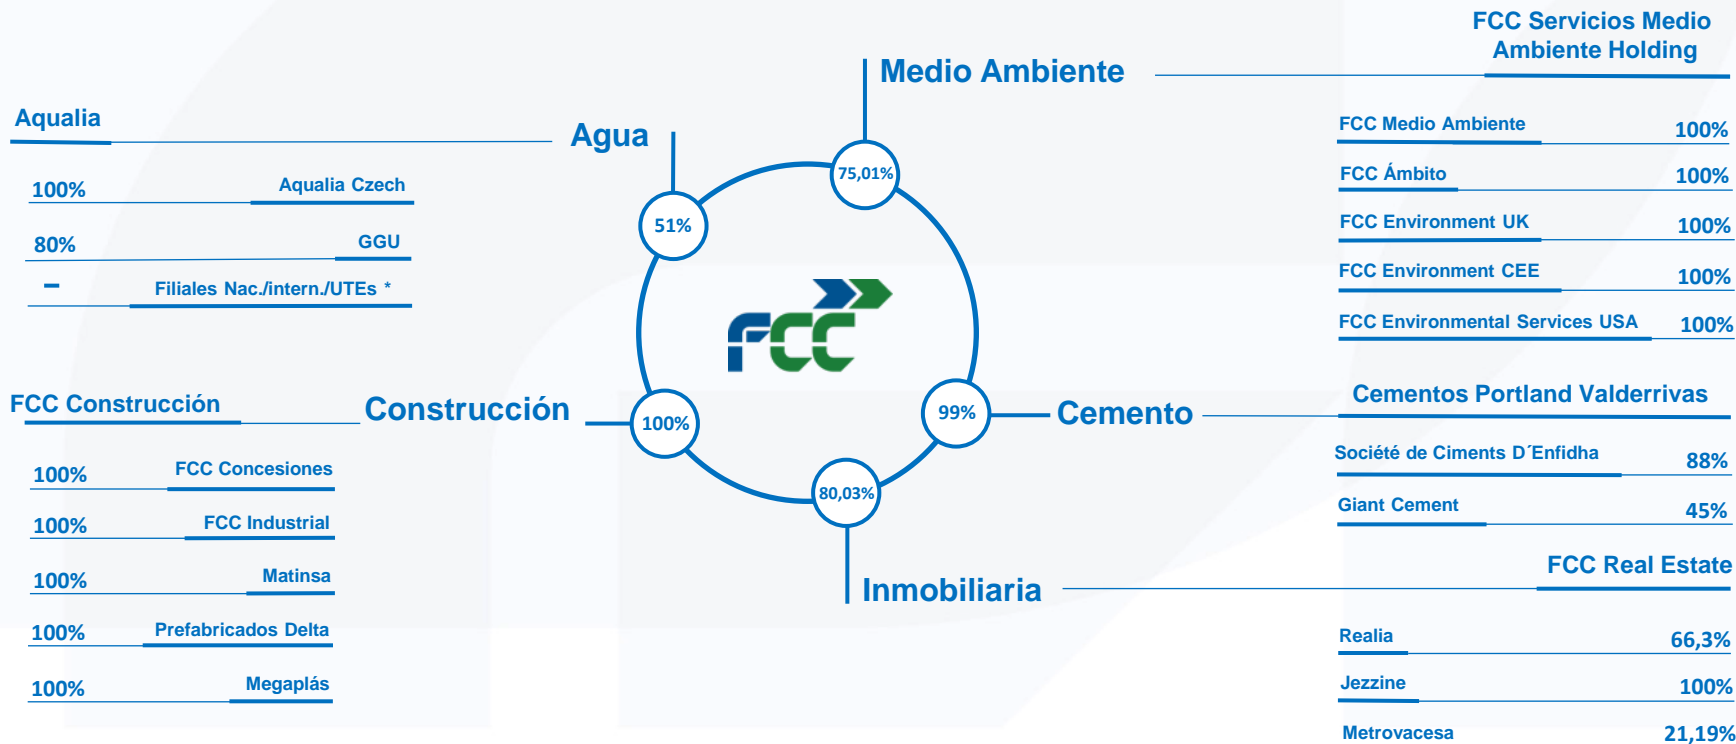 FCC Servicios Medio
Ambiente Holding
Medio Ambiente
FCC Medio Ambiente 100%
FCC Ámbito 100%
FCC Environment UK 100%
FCC Environment CEE 100%
FCC Environmental Services USA 100%
Aqualia
Agua
100% Aqualia Czech
80% GGU
– Filiales Nac./intern./UTEs *
75,01%
51%
FCC
FCC Construcción
Construcción
100%
99%
80,03%
100% FCC Concesiones
100% FCC Industrial
100% Matinsa
100% Prefabricados Delta
100% Megaplás
Cemento
Cementos Portland Valderrivas
Société de Ciments D´Enfidha 88%
Giant Cement 45%
Inmobiliaria
FCC Real Estate
Realia 66,3%
Jezzine 100%
Metrovacesa 21,19%